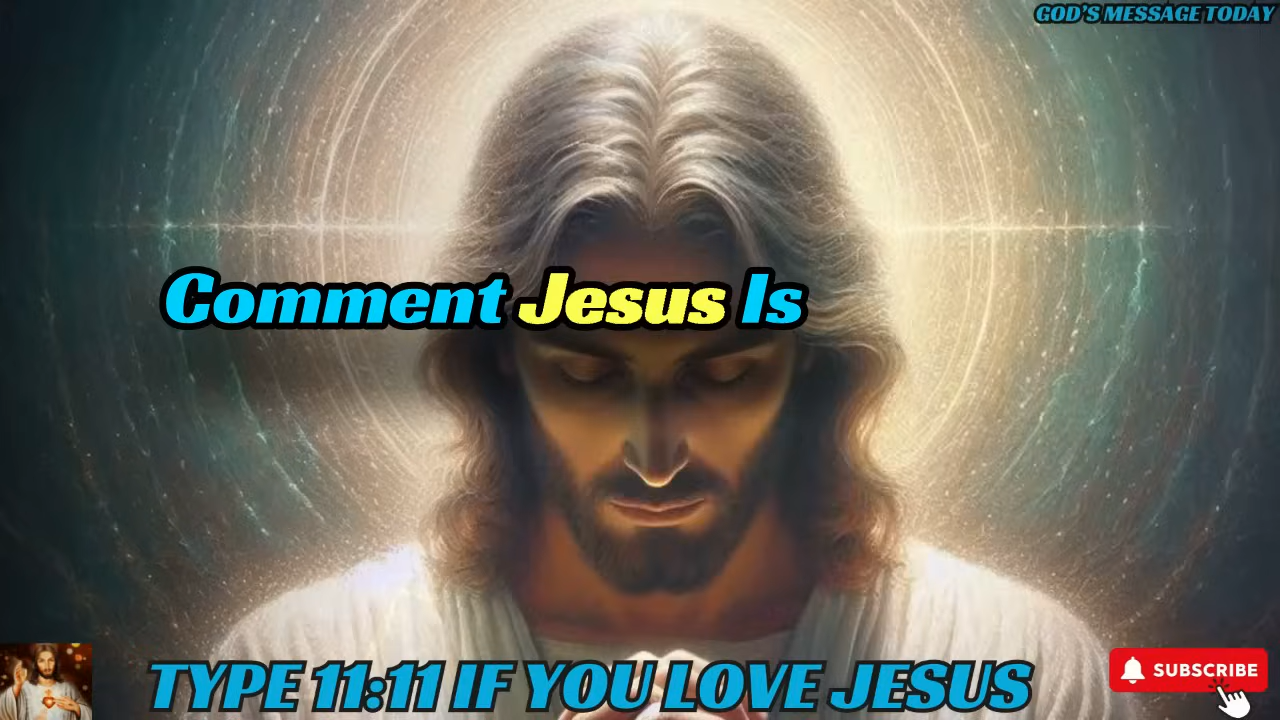 GOD'S MESSAGE TODAY
Comment Jesus Is
TYPE 11:11 IF YOU LOVE JESUS
SUBSCRIBE